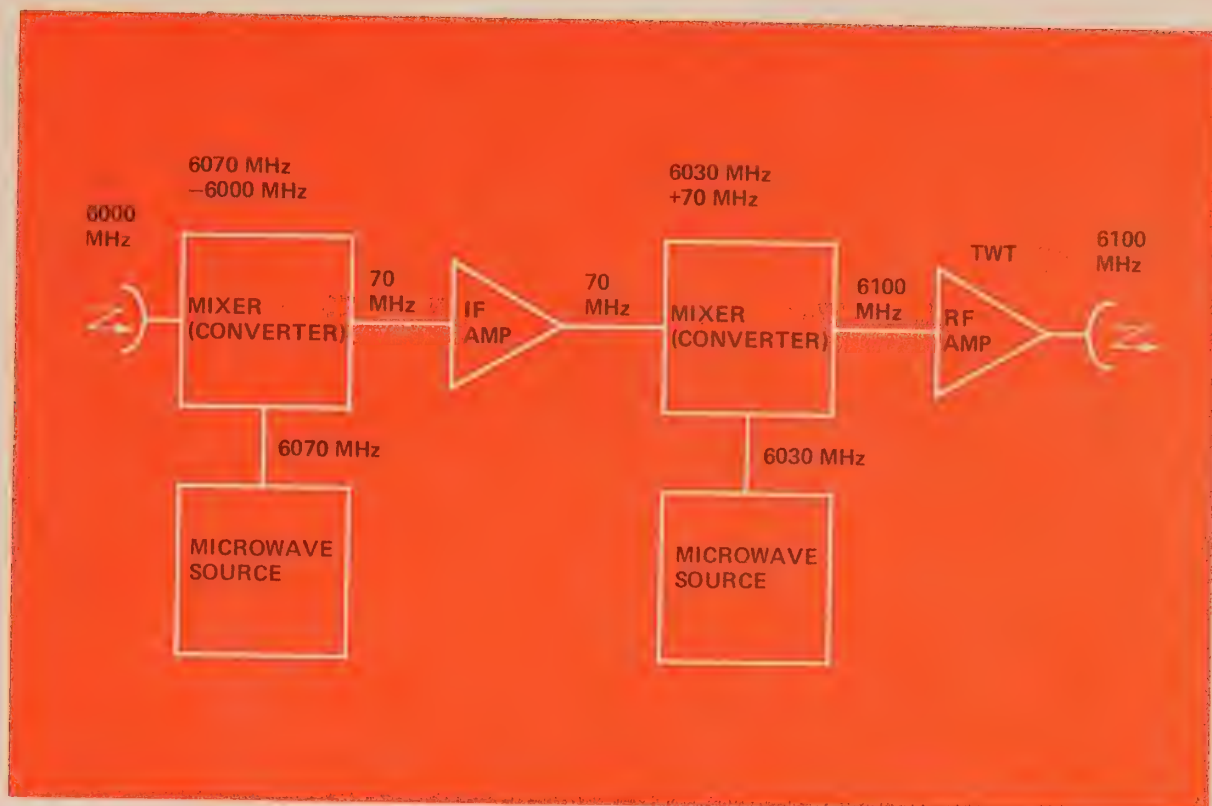 6070 MHz
–6000 MHz
6000
MHz
MIXER
(CONVERTER)
70
MHz
IF
AMP
70
MHz
6030 MHz
+70 MHz
MIXER
(CONVERTER)
6100
MHz
TWT
RF
AMP
6100
MHz
6070 MHz
MICROWAVE
SOURCE
6030 MHz
MICROWAVE
SOURCE